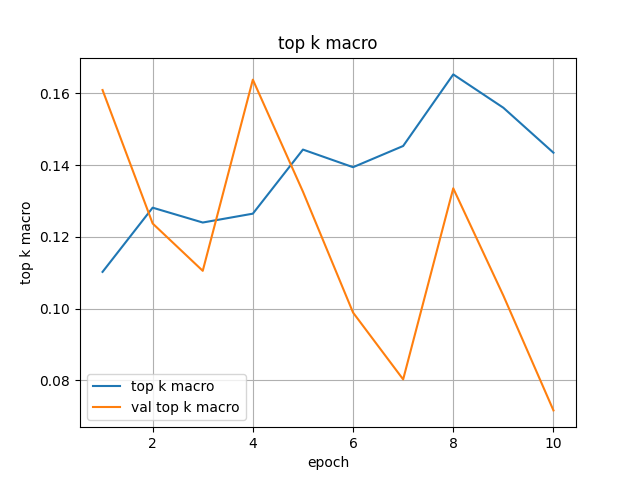 top k macro
top k macro
0.16
0.14
0.12
0.10
0.08
top k macro
val top k macro
2 4 6 8 10
epoch